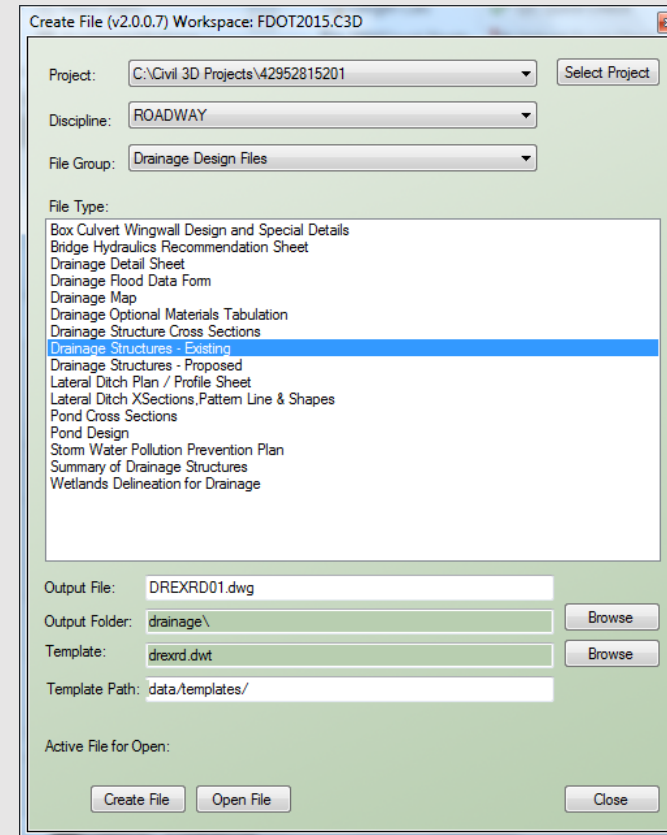 Create File (v2.0.0.7) Workspace: FDOT2015.C3D
Project: C:\Civil 3D Projects\42952815201 Select Project
Discipline: ROADWAY
File Group: Drainage Design Files
File Type:
Box Culvert Wingwall Design and Special Details
Bridge Hydraulics Recommendation Sheet
Drainage Detail Sheet
Drainage Flood Data Form
Drainage Map
Drainage Optional Materials Tabulation
Drainage Structure Cross Sections
Drainage Structures - Existing
Drainage Structures - Proposed
Lateral Ditch Plan / Profile Sheet
Lateral Ditch XSections,Pattern Line & Shapes
Pond Cross Sections
Pond Design
Storm Water Pollution Prevention Plan
Summary of Drainage Structures
Wetlands Delineation for Drainage
Output File: DREXRD01.dwg
Output Folder: drainage\ Browse
Template: drexrd.dwt Browse
Template Path: data/templates/
Active File for Open:
Create File Open File Close